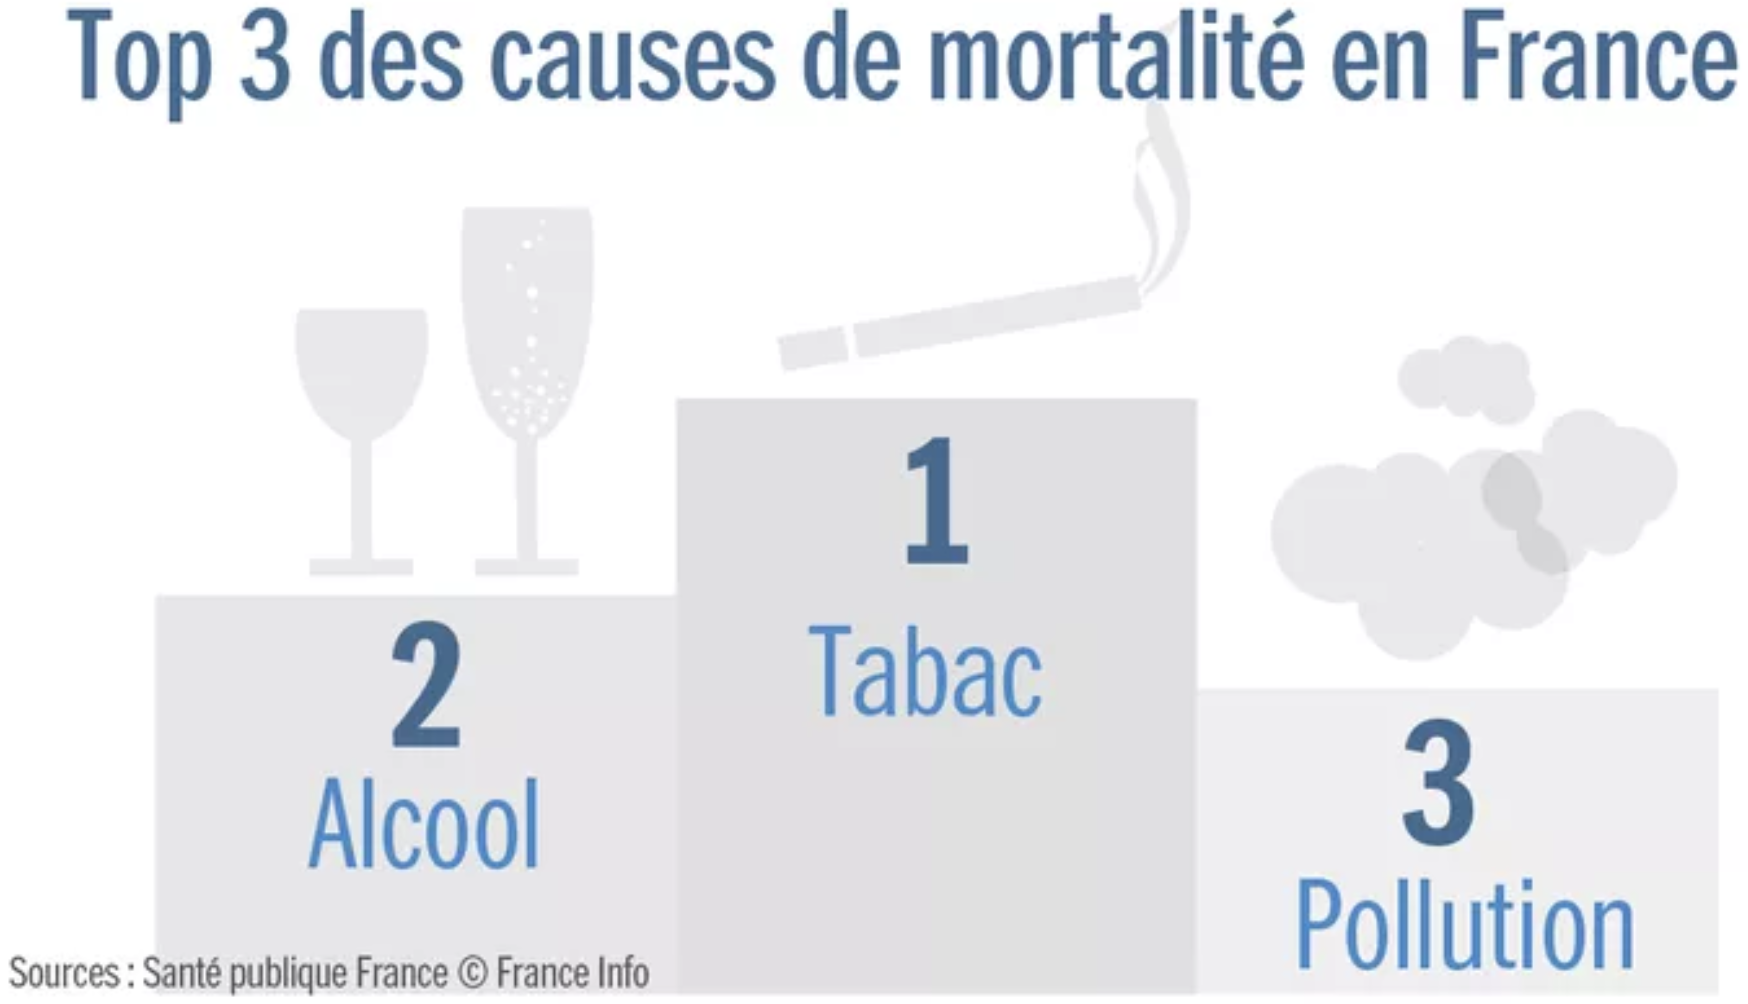 Top 3 des causes de mortalité en France
1
Tabac
2
Alcool
3
Pollution
Sources : Santé publique France © France Info